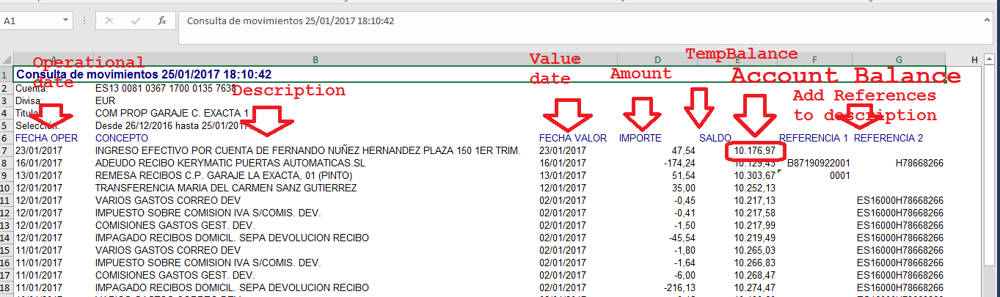 A1 fx Consulta de movimientos 25/01/2017 18:10:42
A B C D E F G H
Operational date
Description
Value date
Amount
TempBalance
Account Balance
Add References to description
1 Consulta de movimientos 25/01/2017 18:10:42
2 Cuenta: ES13 0081 0367 1700 0135 7638
3 Divisa: EUR
4 Titular: COM PROP GARAJE C. EXACTA 1
5 Selección: Desde 26/12/2016 hasta 25/01/2017
6 FECHA OPER CONCEPTO FECHA VALOR IMPORTE SALDO REFERENCIA 1 REFERENCIA 2
7 23/01/2017 INGRESO EFECTIVO POR CUENTA DE FERNANDO NUÑEZ HERNANDEZ PLAZA 150 1ER TRIM. 23/01/2017 47,54 10.176,97
8 16/01/2017 ADEUDO RECIBO KERYMATIC PUERTAS AUTOMATICAS.SL 16/01/2017 -174,24 10.129,43 B87190922001 H78668266
9 13/01/2017 REMESA RECIBOS C.P. GARAJE LA EXACTA, 01 (PINTO) 13/01/2017 51,54 10.303,67 0001
10 12/01/2017 TRANSFERENCIA MARIA DEL CARMEN SANZ GUTIERREZ 12/01/2017 35,00 10.252,13
11 12/01/2017 VARIOS GASTOS CORREO DEV 02/01/2017 -0,45 10.217,13 ES16000H78668266
12 12/01/2017 IMPUESTO SOBRE COMISION IVA S/COMIS. DEV. 02/01/2017 -0,41 10.217,58 ES16000H78668266
13 12/01/2017 COMISIONES GASTOS GEST. DEV. 02/01/2017 -1,50 10.217,99 ES16000H78668266
14 12/01/2017 IMPAGADO RECIBOS DOMICIL. SEPA DEVOLUCION RECIBO 02/01/2017 -45,54 10.219,49 ES16000H78668266
15 11/01/2017 VARIOS GASTOS CORREO DEV 02/01/2017 -1,80 10.265,03 ES16000H78668266
16 11/01/2017 IMPUESTO SOBRE COMISION IVA S/COMIS. DEV. 02/01/2017 -1,64 10.266,83 ES16000H78668266
17 11/01/2017 COMISIONES GASTOS GEST. DEV. 02/01/2017 -6,00 10.268,47 ES16000H78668266
18 11/01/2017 IMPAGADO RECIBOS DOMICIL. SEPA DEVOLUCION RECIBO 02/01/2017 -216,13 10.274,47 ES16000H78668266